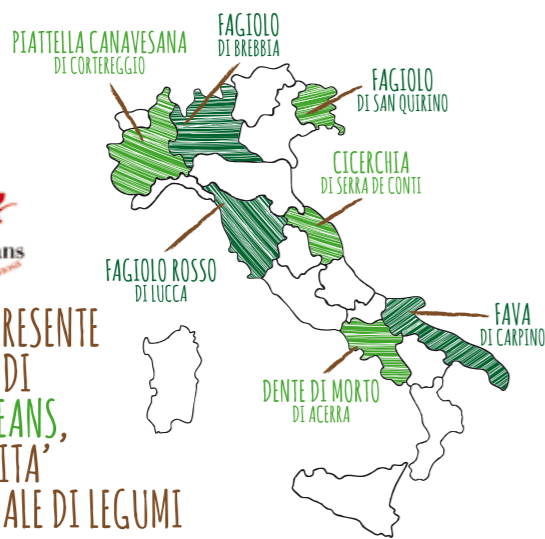 PIATTELLA CANAVESANA
DI CORTEREGGIO
FAGIOLO
DI BREBBIA
FAGIOLO
DI SAN QUIRINO
CICERCHIA
DI SERRA DE CONTI
FAGIOLO ROSSO
DI LUCCA
FAVA
DI CARPINO
DENTE DI MORTO
DI ACERRA
ans
RESENTE
DI
EANS,
ITA'
ALE DI LEGUMI